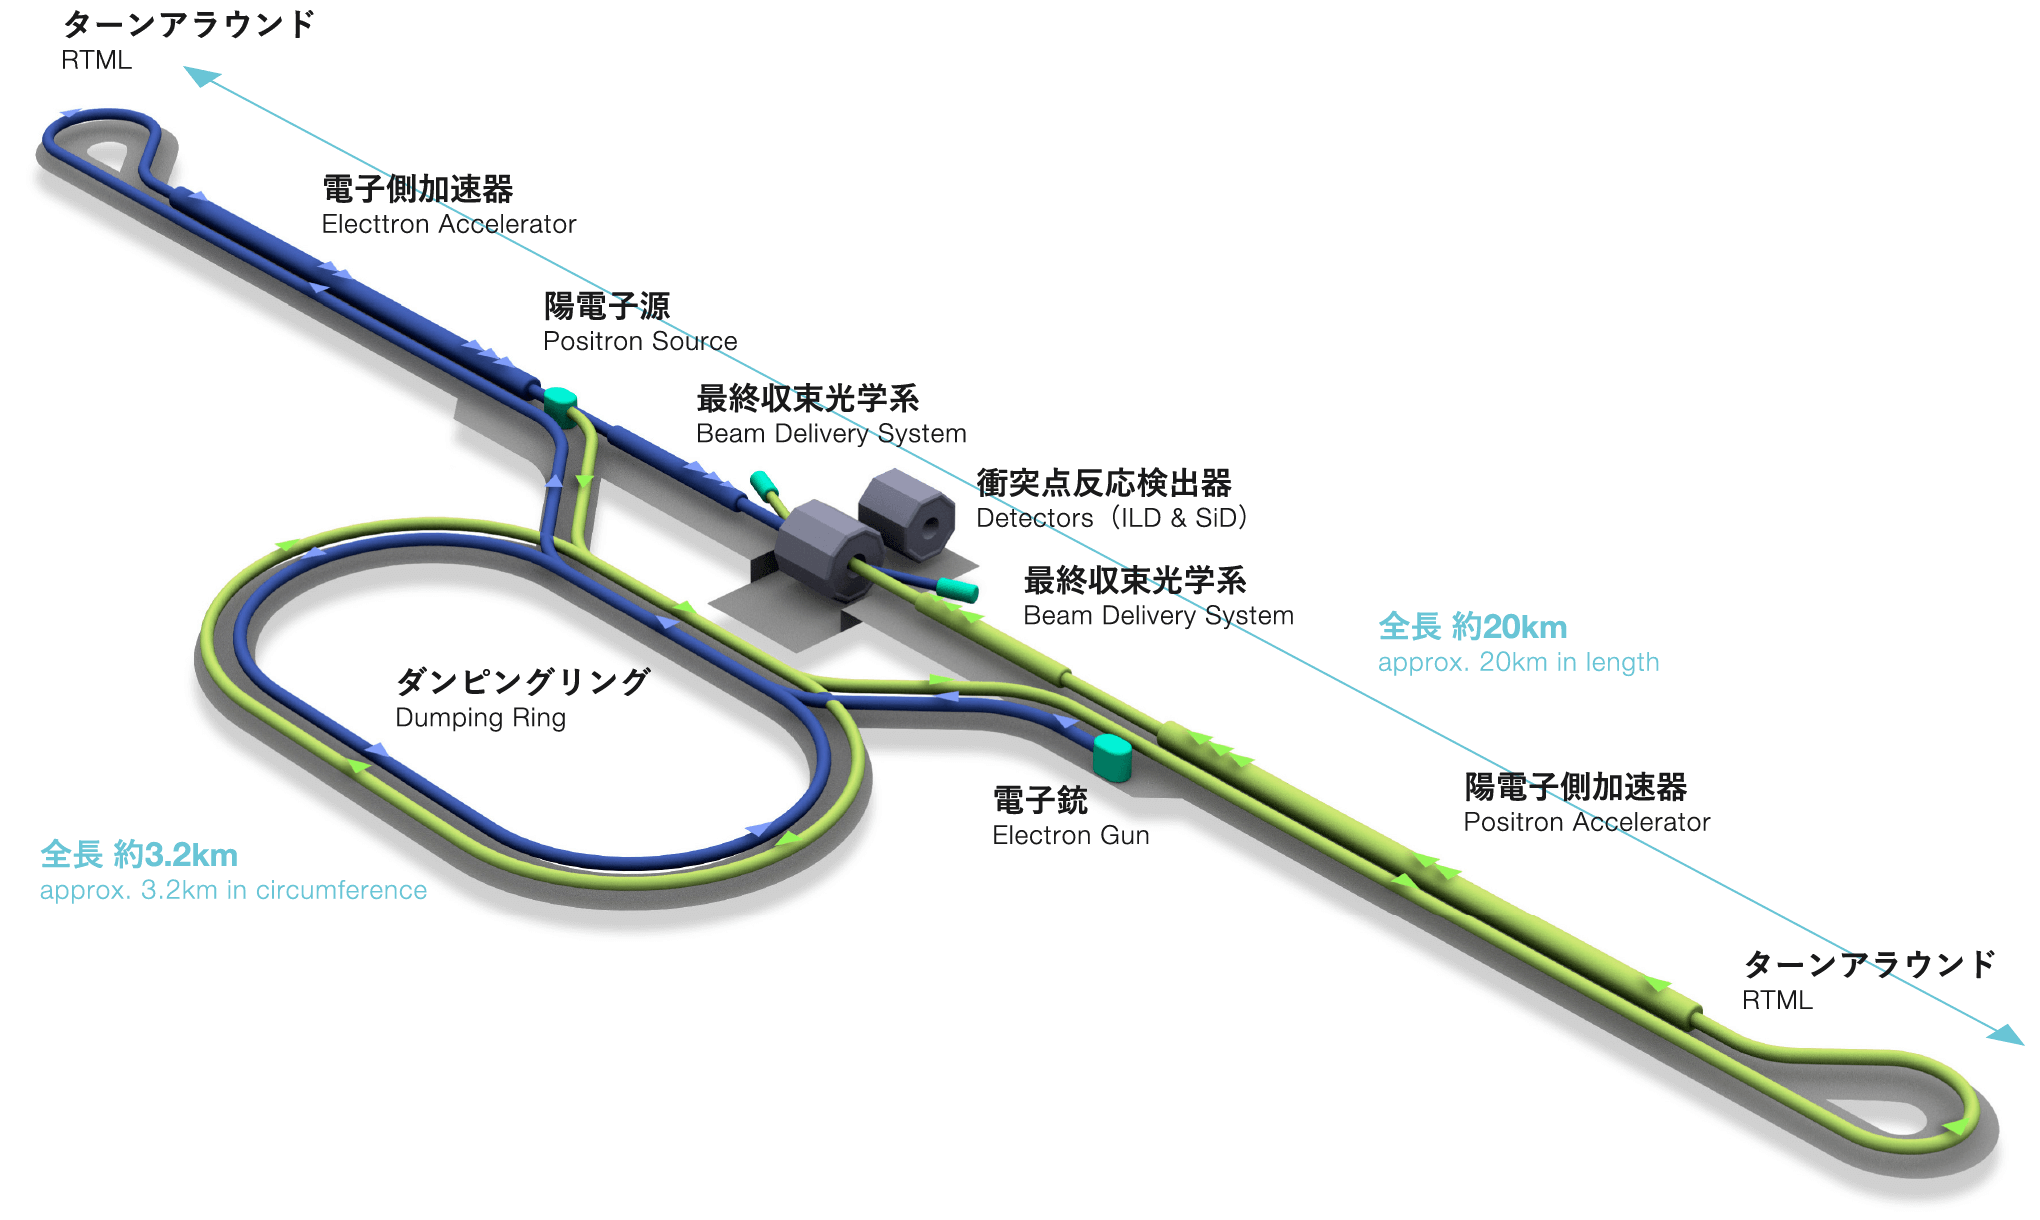 ターンアラウンド
RTML
電子側加速器
Electtron Accelerator
陽電子源
Positron Source
最終収束光学系
Beam Delivery System
衝突点反応検出器
Detectors（ILD & SiD）
最終収束光学系
Beam Delivery System
全長 約20km
approx. 20km in length
ダンピングリング
Dumping Ring
電子銃
Electron Gun
陽電子側加速器
Positron Accelerator
全長 約3.2km
approx. 3.2km in circumference
ターンアラウンド
RTML